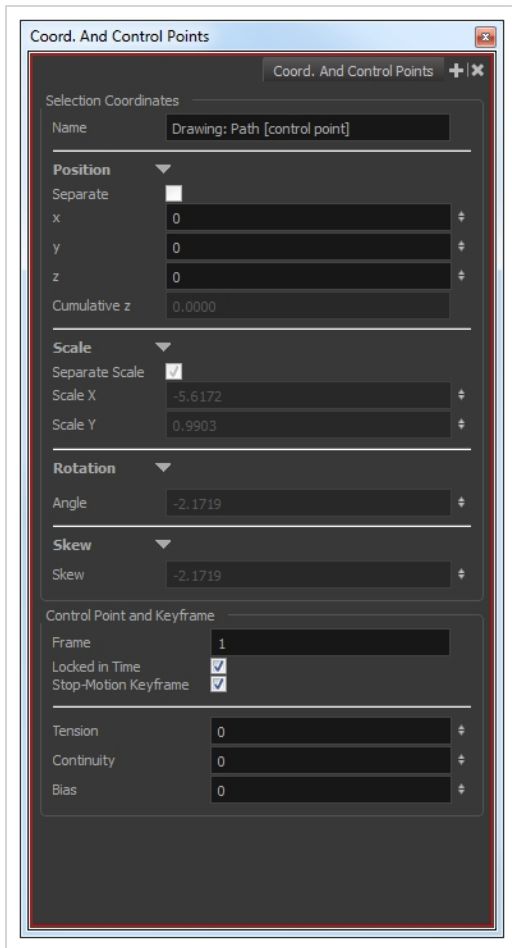 Coord. And Control Points
Coord. And Control Points
Selection Coordinates
Name Drawing: Path [control point]
Position
Separate
x 0
y 0
z 0
Cumulative z 0.0000
Scale
Separate Scale
Scale X -5.6172
Scale Y 0.9903
Rotation
Angle -2.1719
Skew
Skew -2.1719
Control Point and Keyframe
Frame 1
Locked in Time
Stop-Motion Keyframe
Tension 0
Continuity 0
Bias 0